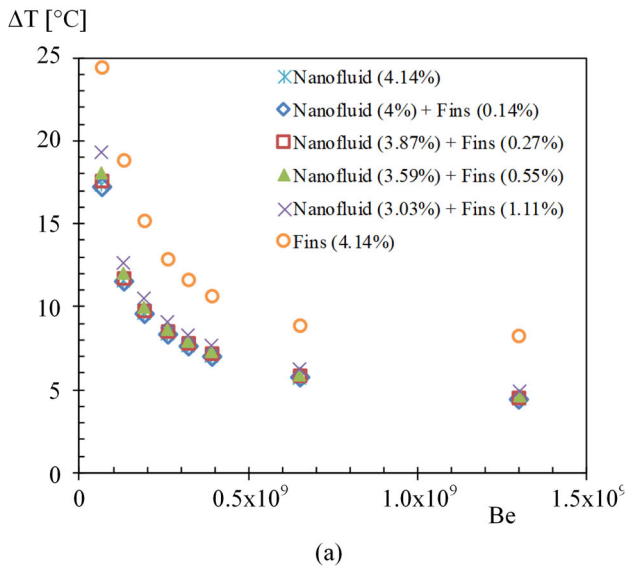 ΔT [°C]
25
20
15
10
5
0
Nanofluid (4.14%)
Nanofluid (4%) + Fins (0.14%)
Nanofluid (3.87%) + Fins (0.27%)
Nanofluid (3.59%) + Fins (0.55%)
Nanofluid (3.03%) + Fins (1.11%)
Fins (4.14%)
0
0.5x10⁹
1.0x10⁹
1.5x10⁹
Be
(a)